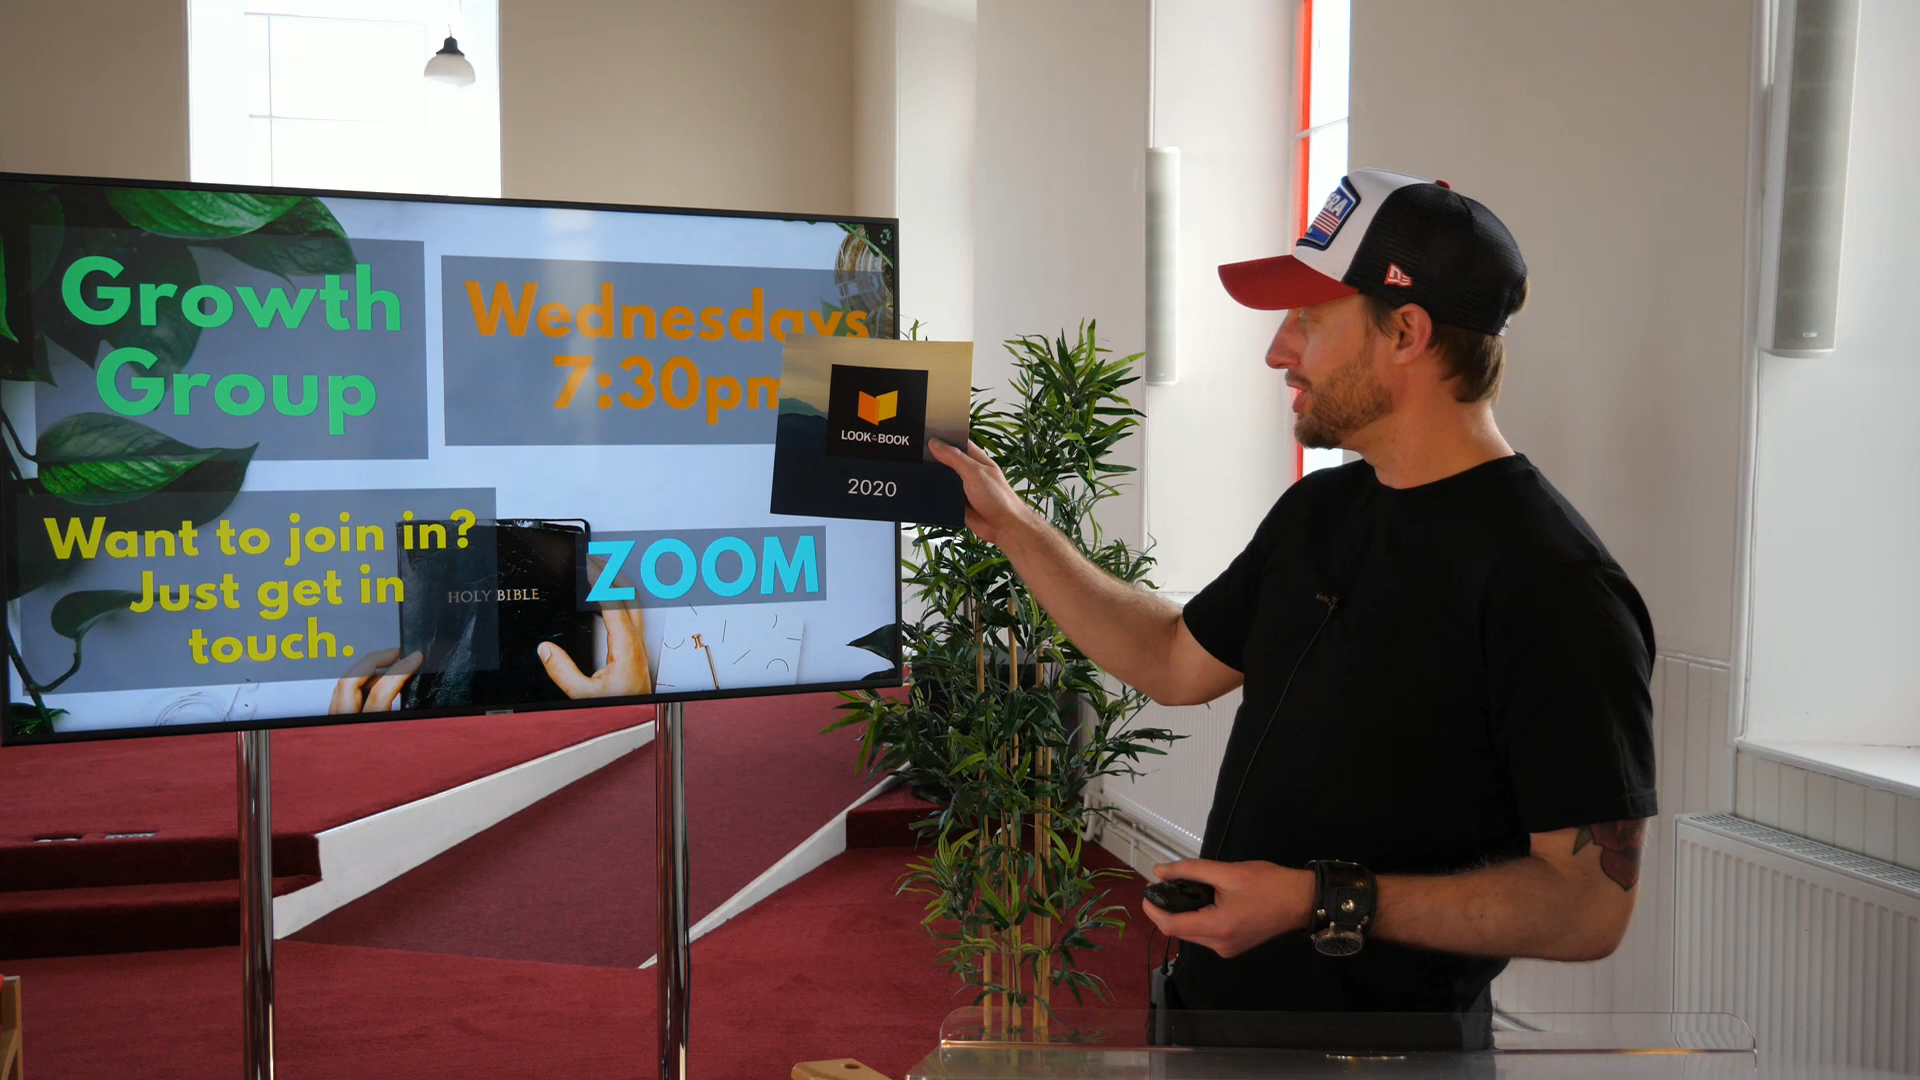 Growth
Group
Wednesdays
7:30pm
Want to join in?
Just get in
touch.
HOLY BIBLE
ZOOM
LOOK BOOK
2020